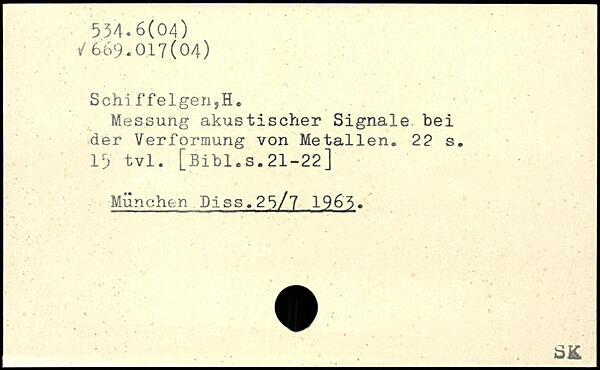 534.6(04)
√ 669.017(04)
Schiffelgen,H.
Messung akustischer Signale bei
der Verformung von Metallen. 22 s.
15 tvl. [Bibl.s.21-22]
München Diss.25/7 1963.
SK